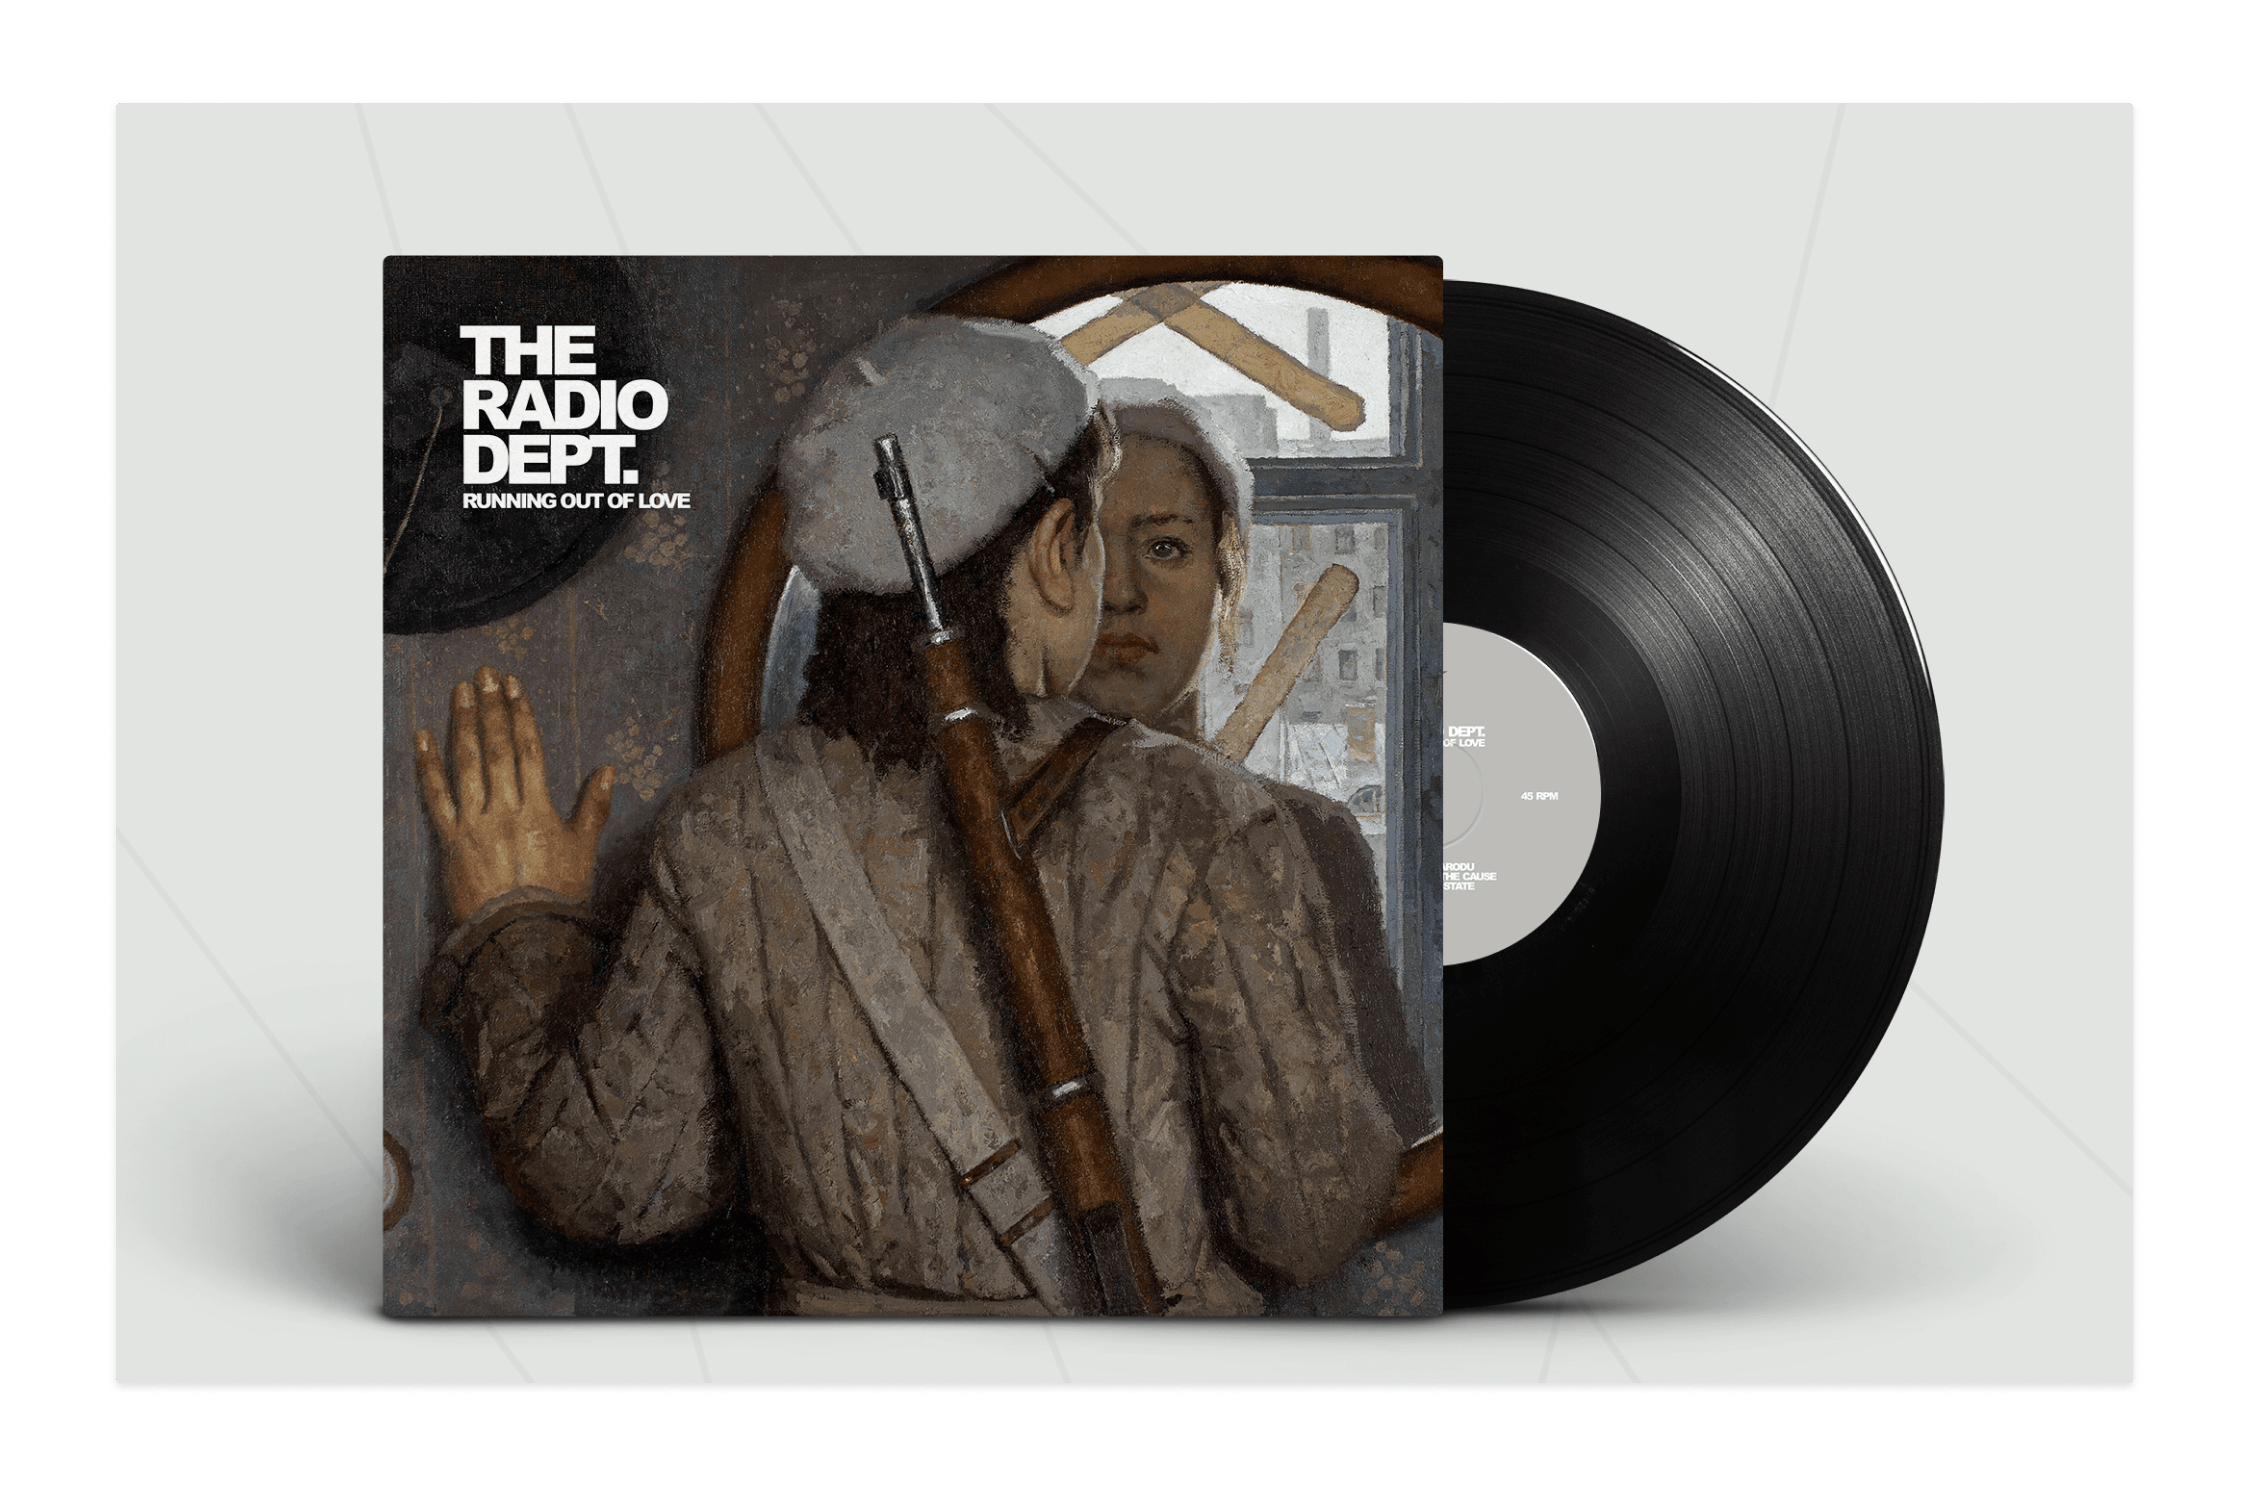 THE
RADIO
DEPT.
RUNNING OUT OF LOVE
DEPT.
OF LOVE
45 RPM
THE CAUSE
STATE